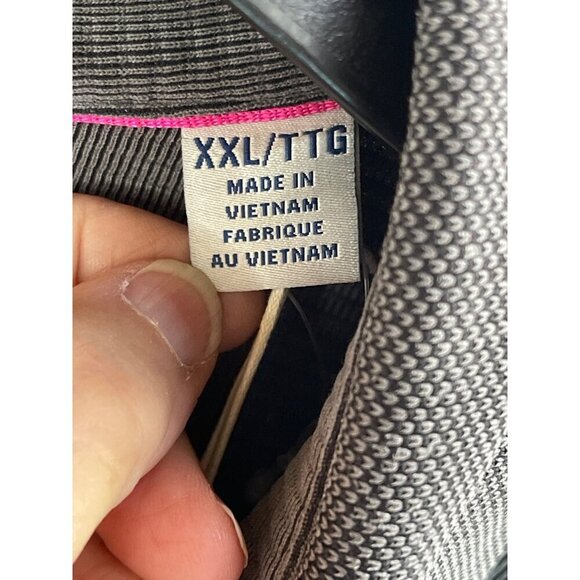 XXL/TTG
MADE IN
VIETNAM
FABRIQUE
AU VIETNAM